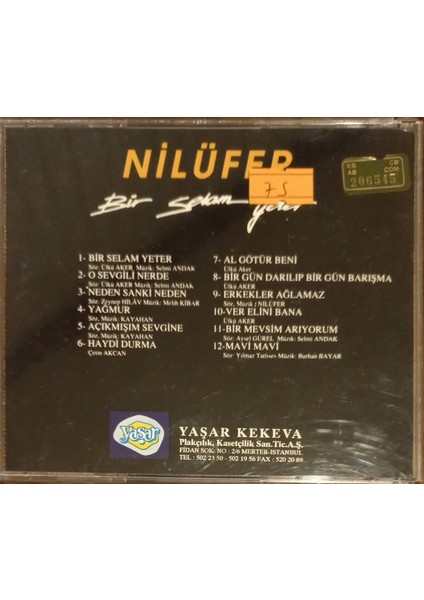 NİLÜFER
75
Bir Selam Yeter
KB CB
AB COM
206545
1- BİR SELAM YETER
Söz: Ülkü AKER Müzik: Selmi ANDAK
2- O SEVGİLİ NERDE
Söz: Ülkü AKER Müzik: Selmi ANDAK
3- NEDEN SANKİ NEDEN
Söz: Zeynep HİLÂV Müzik: Melih KİBAR
4- YAĞMUR
Söz, Müzik: KAYAHAN
5- AÇIKMIŞIM SEVGİNE
Söz, Müzik: KAYAHAN
6- HAYDİ DURMA
Çetin AKCAN
7- AL GÖTÜR BENİ
Ülkü Aker
8- BİR GÜN DARILIP BİR GÜN BARIŞMA
Ülkü AKER
9- ERKEKLER AĞLAMAZ
Söz, Müzik : NİLÜFER
10-VER ELİNİ BANA
Ülkü AKER
11-BİR MEVSİM ARIYORUM
Söz: Aysel GÜREL Müzik: Selmi ANDAK
12-MAVİ MAVİ
Söz: Yılmaz Tatlıses Müzik: Burhan BAYAR
yaşar
YAŞAR KEKEVA
Plakçılık, Kasetçilik San.Tic.A.Ş.
FİDAN SOK: NO : 2/6 MERTER-İSTANBUL
TEL : 502 23 50 - 502 19 56 FAX : 520 20 89